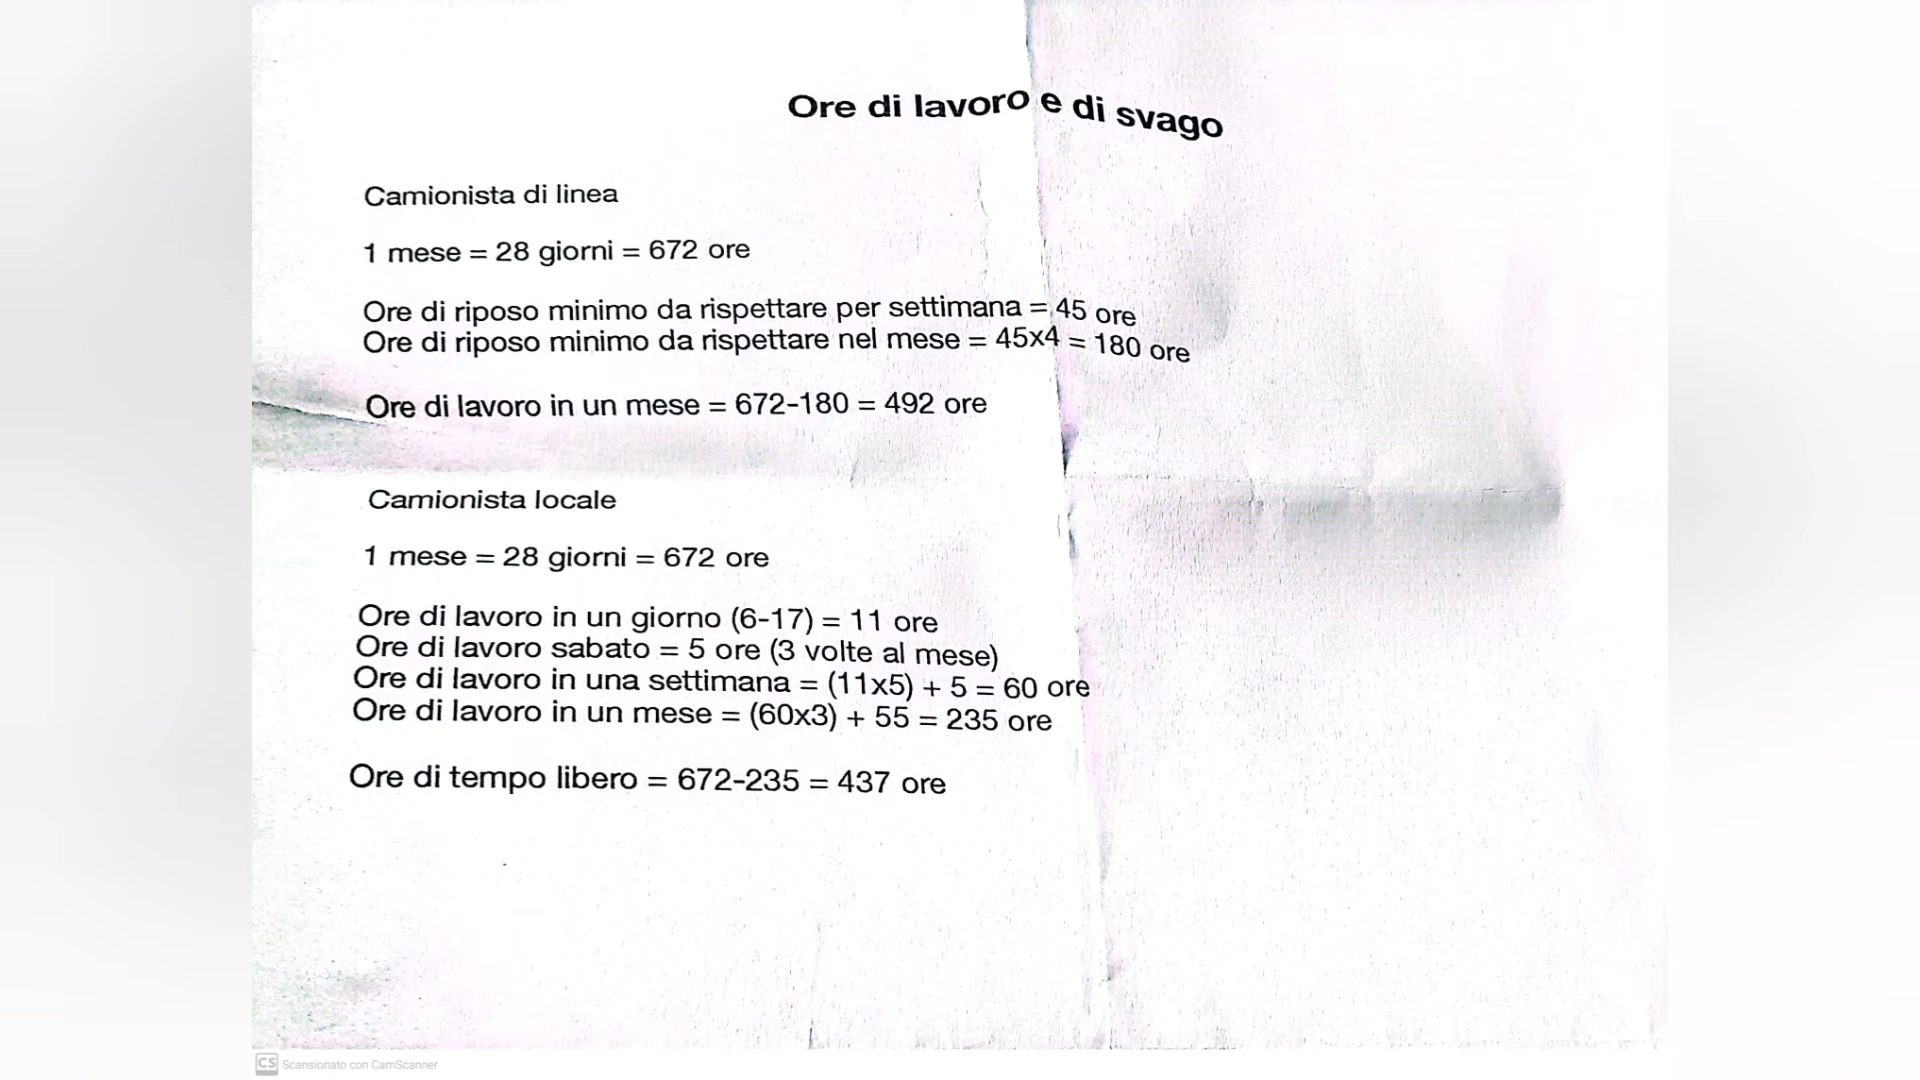 Ore di lavoro e di svago
Camionista di linea
1 mese = 28 giorni = 672 ore
Ore di riposo minimo da rispettare per settimana = 45 ore
Ore di riposo minimo da rispettare nel mese = 45x4 = 180 ore
Ore di lavoro in un mese = 672-180 = 492 ore
Camionista locale
1 mese = 28 giorni = 672 ore
Ore di lavoro in un giorno (6-17) = 11 ore
Ore di lavoro sabato = 5 ore (3 volte al mese)
Ore di lavoro in una settimana = (11x5) + 5 = 60 ore
Ore di lavoro in un mese = (60x3) + 55 = 235 ore
Ore di tempo libero = 672-235 = 437 ore
CS Scansionato con CamScanner